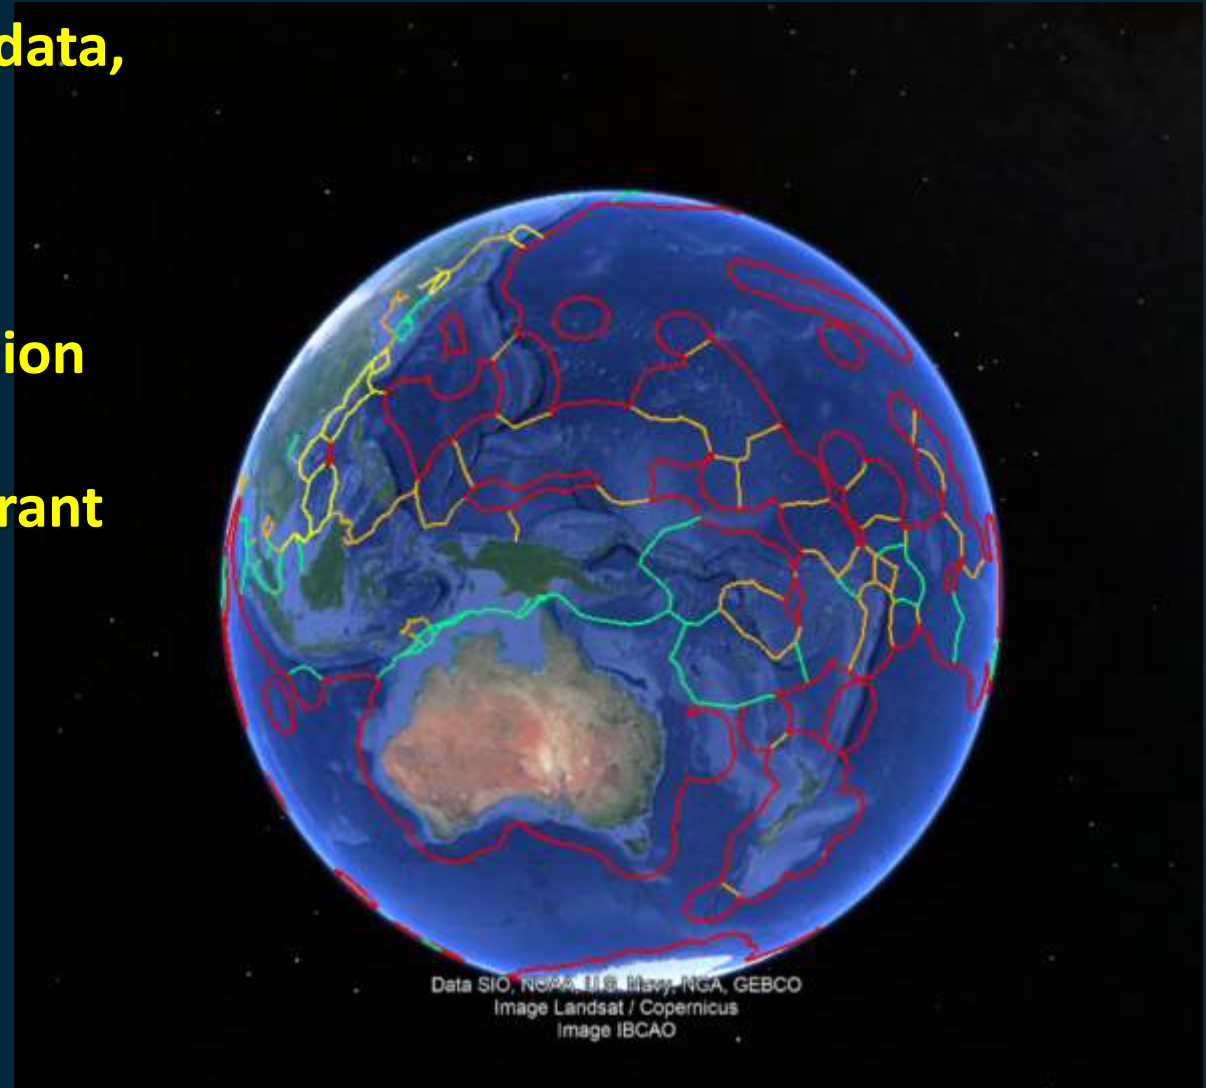 data,
ion
rant
Data SIO, NOAA, U.S. Navy, NGA, GEBCO
Image Landsat / Copernicus
Image IBCAO